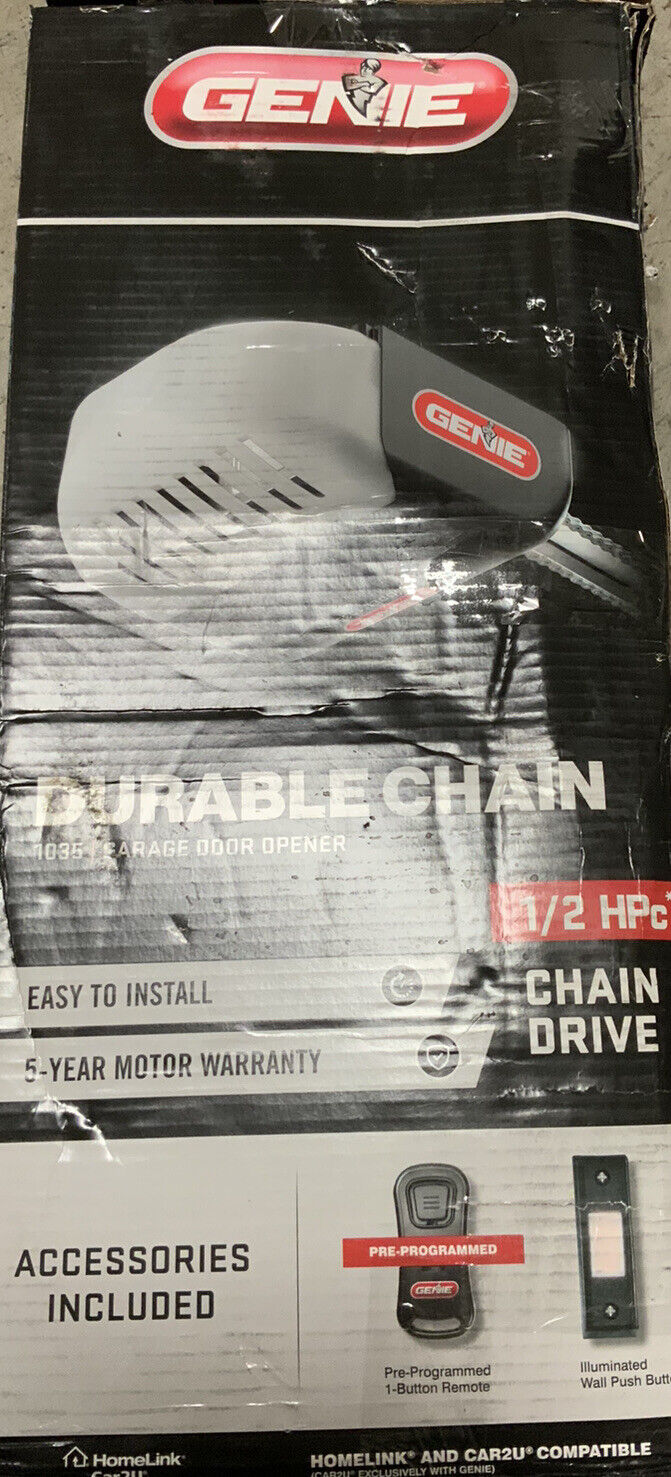 GENIE
GENIE
DURABLE CHAIN
1035 | GARAGE DOOR OPENER
1/2 HPc*
CHAIN
DRIVE
EASY TO INSTALL
5-YEAR MOTOR WARRANTY
ACCESSORIES
INCLUDED
PRE-PROGRAMMED
GENIE
Pre-Programmed
1-Button Remote
Illuminated
Wall Push Butt
HomeLink®
Car2U®
HOMELINK® AND CAR2U® COMPATIBLE
(CAR2U® EXCLUSIVELY WITH GENIE)